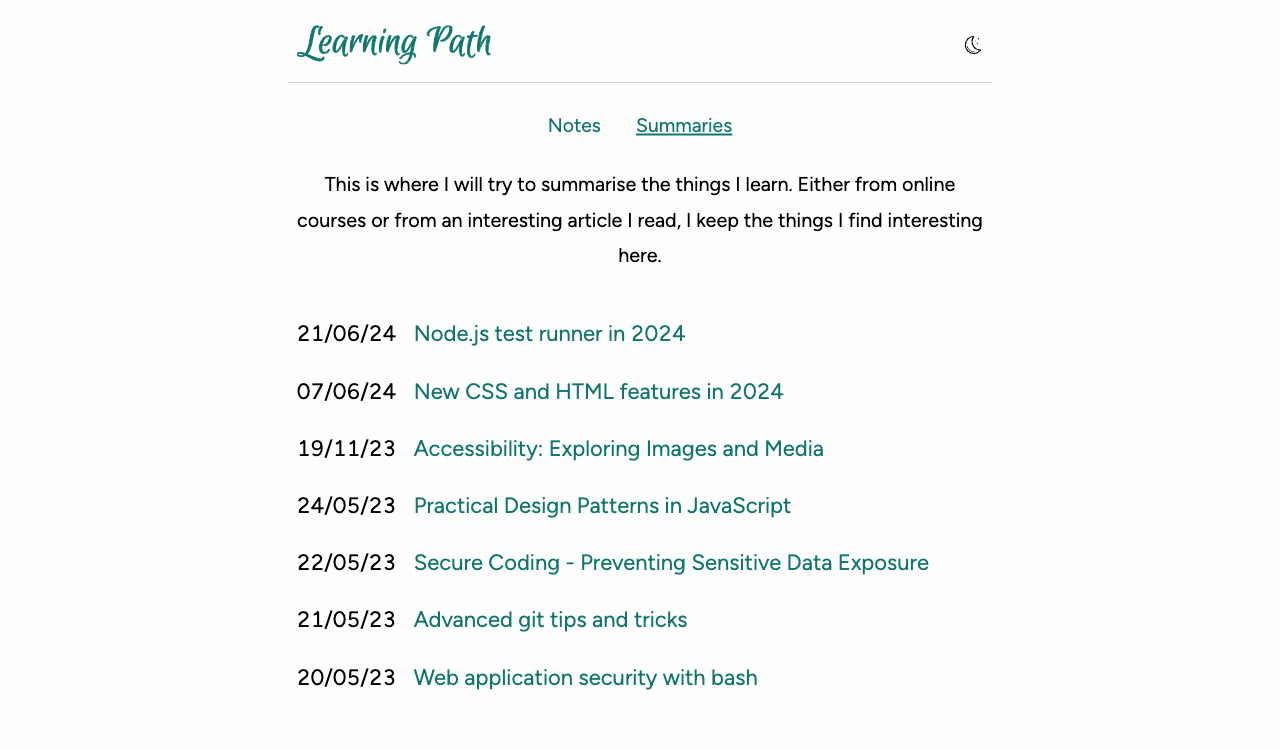 Learning Path
Notes Summaries
This is where I will try to summarise the things I learn. Either from online
courses or from an interesting article I read, I keep the things I find interesting
here.
21/06/24 Node.js test runner in 2024
07/06/24 New CSS and HTML features in 2024
19/11/23 Accessibility: Exploring Images and Media
24/05/23 Practical Design Patterns in JavaScript
22/05/23 Secure Coding - Preventing Sensitive Data Exposure
21/05/23 Advanced git tips and tricks
20/05/23 Web application security with bash